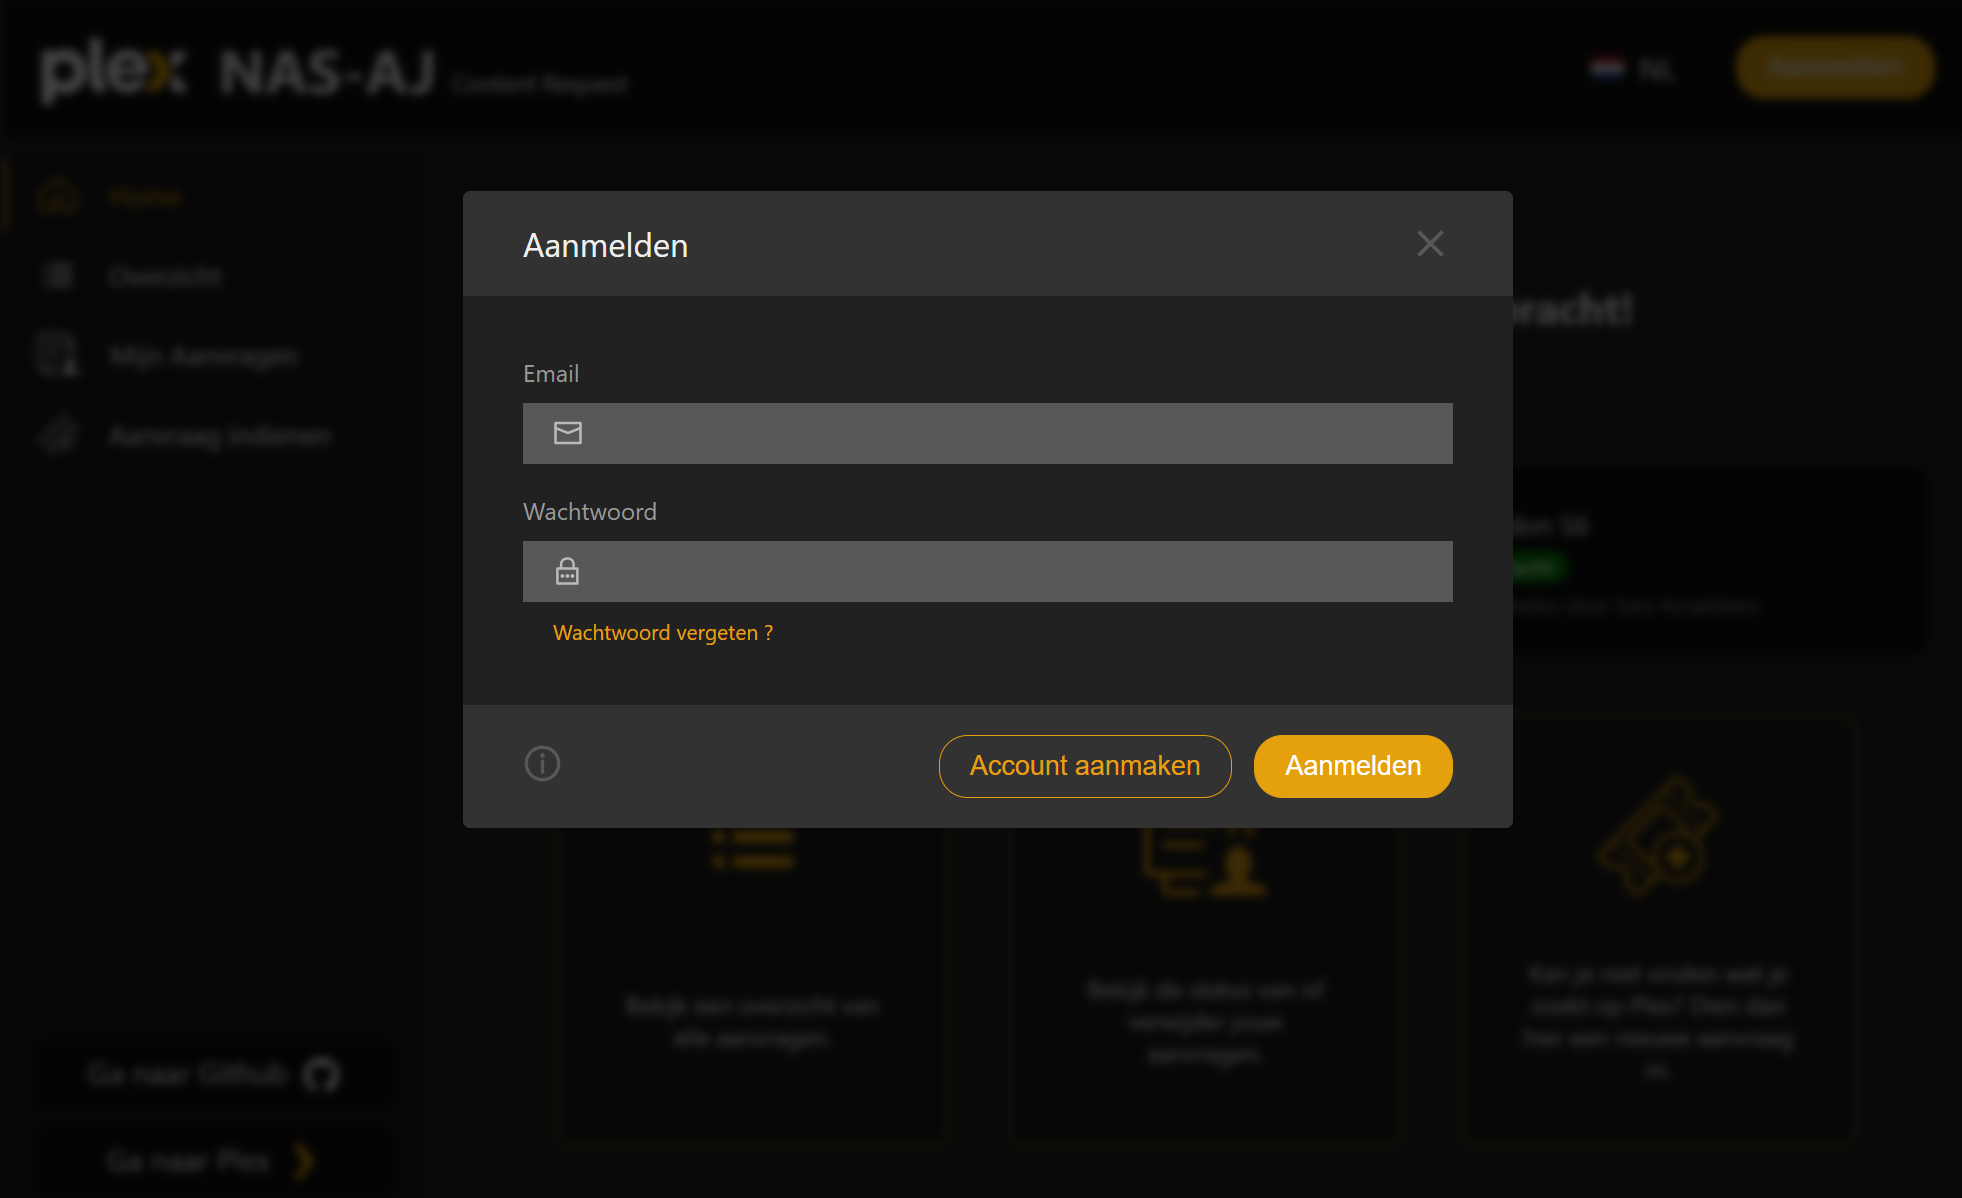 plex NAS-AJ Content Request
NL
Aanmelden
Home
Overzicht
Mijn Aanvragen
Aanvraag indienen
Ga naar Github
Ga naar Plex
Aanmelden
Email
Wachtwoord
Wachtwoord vergeten ?
Account aanmaken
Aanmelden
racht!
S6
Bekijk een overzicht van
alle aanvragen.
Bekijk de status van of
verwijder jouw
aanvragen.
Kan je niet vinden wat je
zoekt op Plex? Dien dan
hier een nieuwe aanvraag
in.